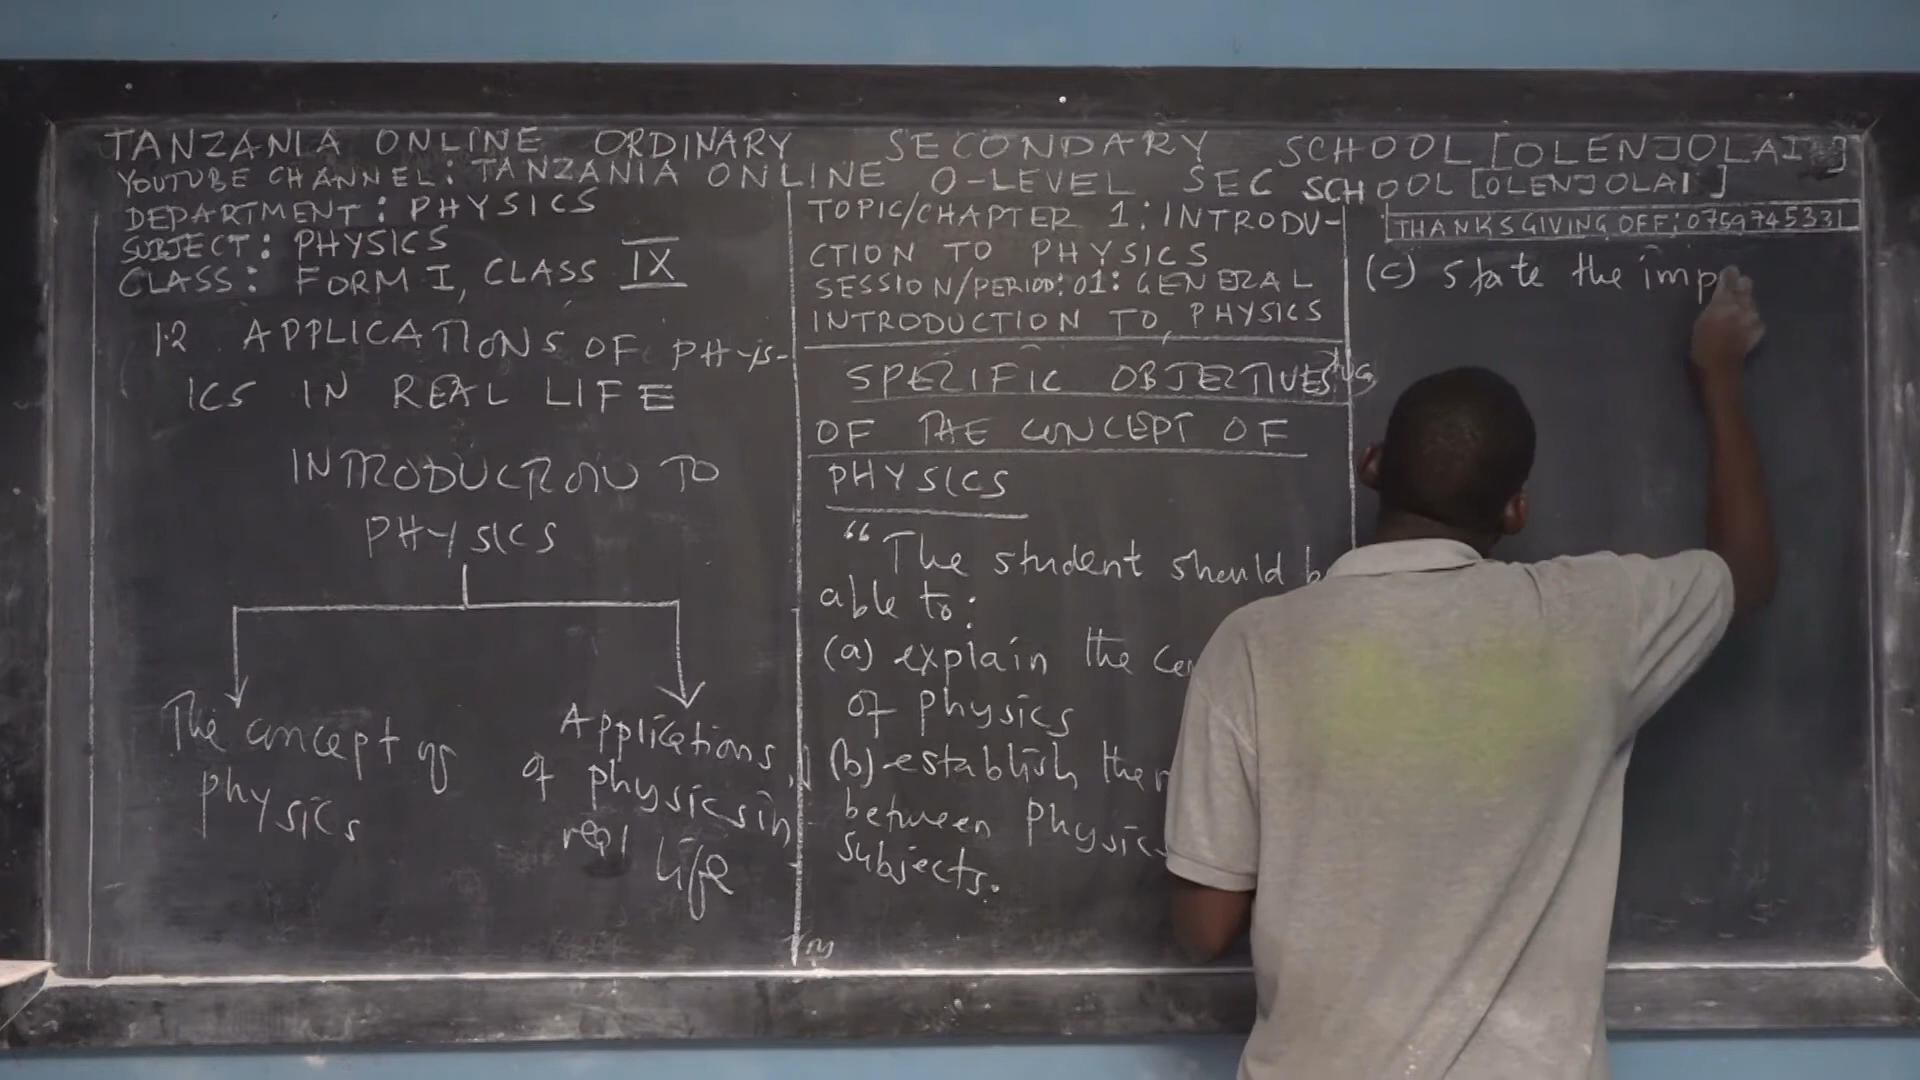 TANZANIA ONLINE ORDINARY SECONDARY SCHOOL [OLENJOLAI]
YOUTUBE CHANNEL: TANZANIA ONLINE O-LEVEL SEC SCHOOL [OLENJOLAI]
DEPARTMENT: PHYSICS
SUBJECT: PHYSICS
CLASS: FORM I, CLASS IX
1.2 APPLICATIONS OF PHYS-
ICS IN REAL LIFE
INTRODUCTION TO
PHYSICS
The concept of
physics
Applications
of physics in
real life
TOPIC/CHAPTER 1: INTRODU-
CTION TO PHYSICS
SESSION/PERIOD: 01: GENERAL
INTRODUCTION TO PHYSICS
SPECIFIC OBJECTIVES
OF THE CONCEPT OF
PHYSICS
"The student should
able to:
(a) explain the
of physics
(b) establish the
between Physics
subjects.
THANKSGIVING OFF: 0759745331
(c) state the imp